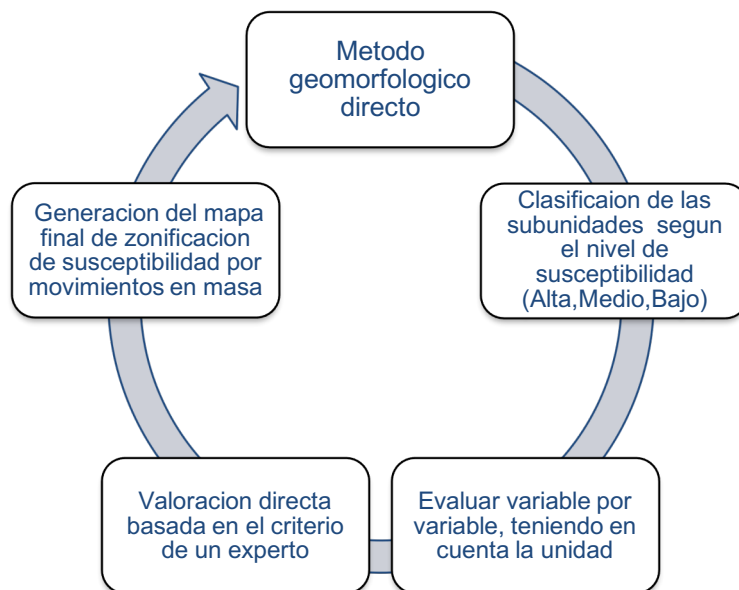 Metodo
geomorfologico
directo
Clasificaion de las
subunidades segun
el nivel de
susceptibilidad
(Alta,Medio,Bajo)
Evaluar variable por
variable, teniendo en
cuenta la unidad
Valoracion directa
basada en el criterio
de un experto
Generacion del mapa
final de zonificacion
de susceptibilidad por
movimientos en masa